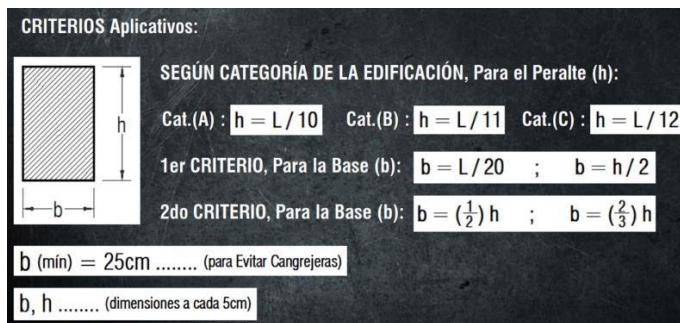 CRITERIOS Aplicativos:
SEGÚN CATEGORÍA DE LA EDIFICACIÓN, Para el Peralte (h):
Cat.(A) : h = L/10 Cat.(B) : h = L/11 Cat.(C) : h = L/12
h
1er CRITERIO, Para la Base (b): b = L/20 ; b = h/2
b
2do CRITERIO, Para la Base (b): b = (1/2) h ; b = (2/3) h
b (mín) = 25cm ........ (para Evitar Cangrejeras)
b, h ........ (dimensiones a cada 5cm)